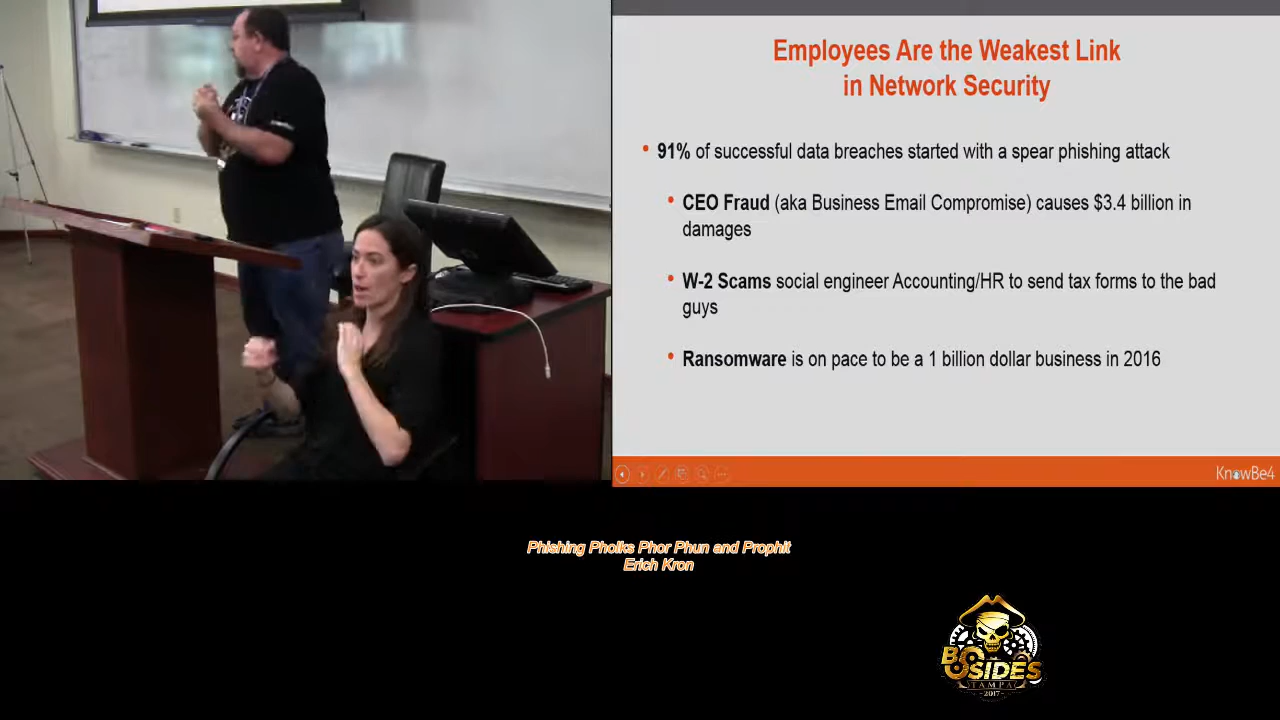 Employees Are the Weakest Link
in Network Security
• 91% of successful data breaches started with a spear phishing attack
• CEO Fraud (aka Business Email Compromise) causes $3.4 billion in
damages
• W-2 Scams social engineer Accounting/HR to send tax forms to the bad
guys
• Ransomware is on pace to be a 1 billion dollar business in 2016
KnowBe4
Phishing Pholks Phor Phun and Prophit
Erich Kron
BSIDES
TAMPA
2017